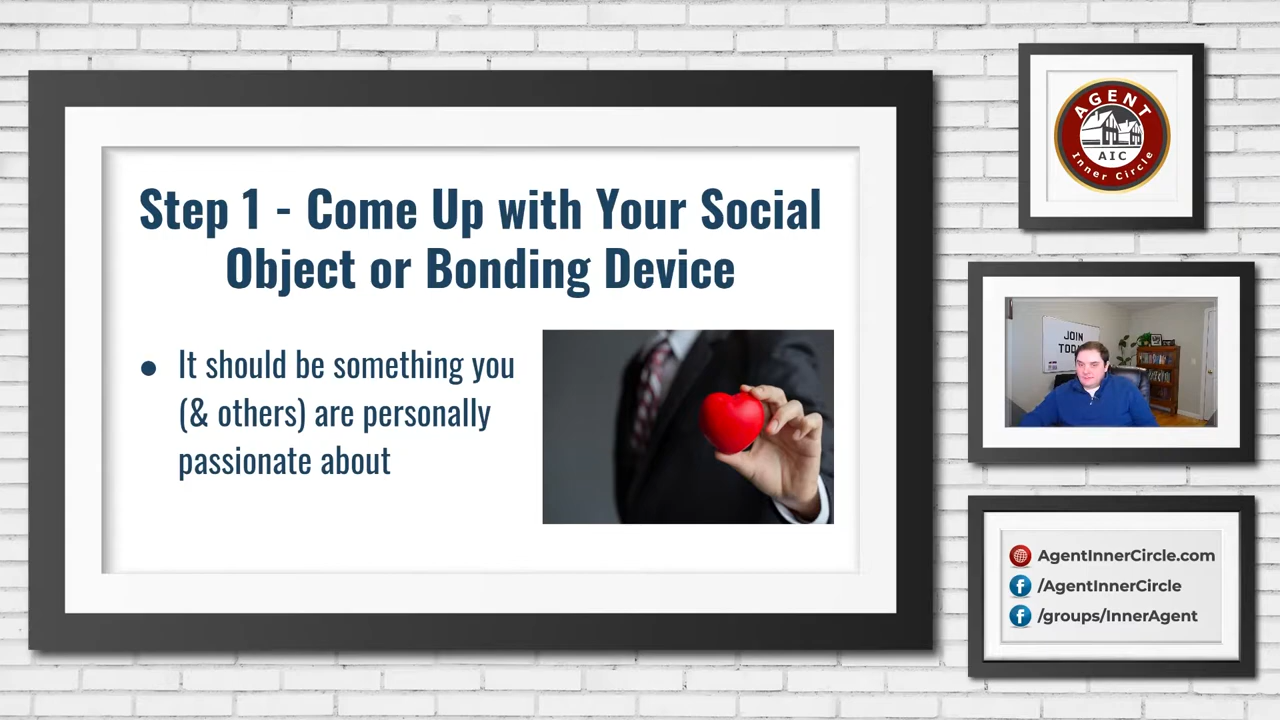 Step 1 - Come Up with Your Social
Object or Bonding Device
● It should be something you
(& others) are personally
passionate about
AGENT
AIC
Inner Circle
JOIN
AgentInnerCircle.com
/AgentInnerCircle
/groups/InnerAgent